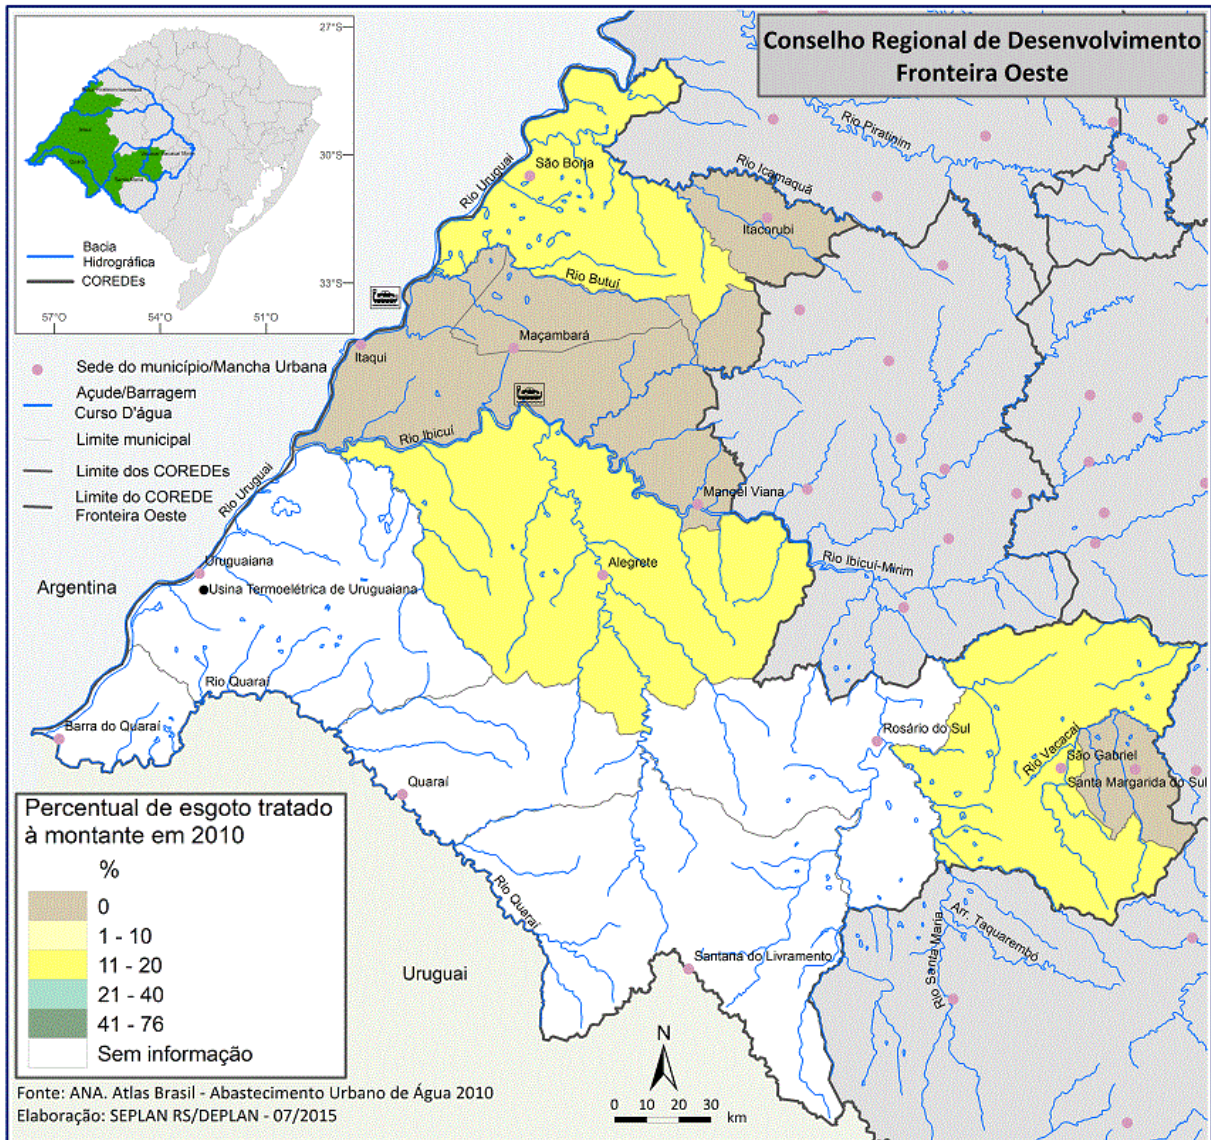 Conselho Regional de Desenvolvimento
Fronteira Oeste
27°S
30°S
33°S
57°O
54°O
51°O
Bacia
Hidrográfica
COREDEs
Sede do município/Mancha Urbana
Açude/Barragem
Curso D'água
Limite municipal
Limite dos COREDEs
Limite do COREDE
Fronteira Oeste
Rio Uruguai
São Borja
Rio Piratinim
Rio Icamaquã
Itacorubi
Rio Butuí
Maçambará
Itaqui
Rio Ibicuí
Rio Uruguai
Manoel Viana
Uruguaiana
Alegrete
Rio Ibicuí-Mirim
Argentina
Usina Termoelétrica de Uruguaiana
Rio Quaraí
Barra do Quaraí
Rosário do Sul
Rio Vacacaí
São Gabriel
Santa Margarida do Sul
Quaraí
Rio Quaraí
Arr. Taquarembó
Rio Santa Maria
Santana do Livramento
Uruguai
Percentual de esgoto tratado
à montante em 2010
%
0
1 - 10
11 - 20
21 - 40
41 - 76
Sem informação
N
0 10 20 30
km
Fonte: ANA. Atlas Brasil - Abastecimento Urbano de Água 2010
Elaboração: SEPLAN RS/DEPLAN - 07/2015